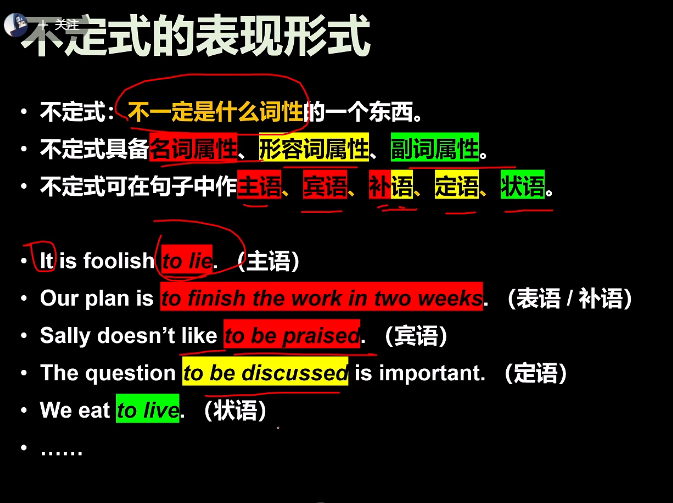 + 关注
不定式的表现形式
• 不定式：不一定是什么词性的一个东西。
• 不定式具备名词属性、形容词属性、副词属性。
• 不定式可在句子中作主语、宾语、补语、定语、状语。
• It is foolish to lie. （主语）
• Our plan is to finish the work in two weeks. （表语 / 补语）
• Sally doesn’t like to be praised. （宾语）
• The question to be discussed is important. （定语）
• We eat to live. （状语）
• ……